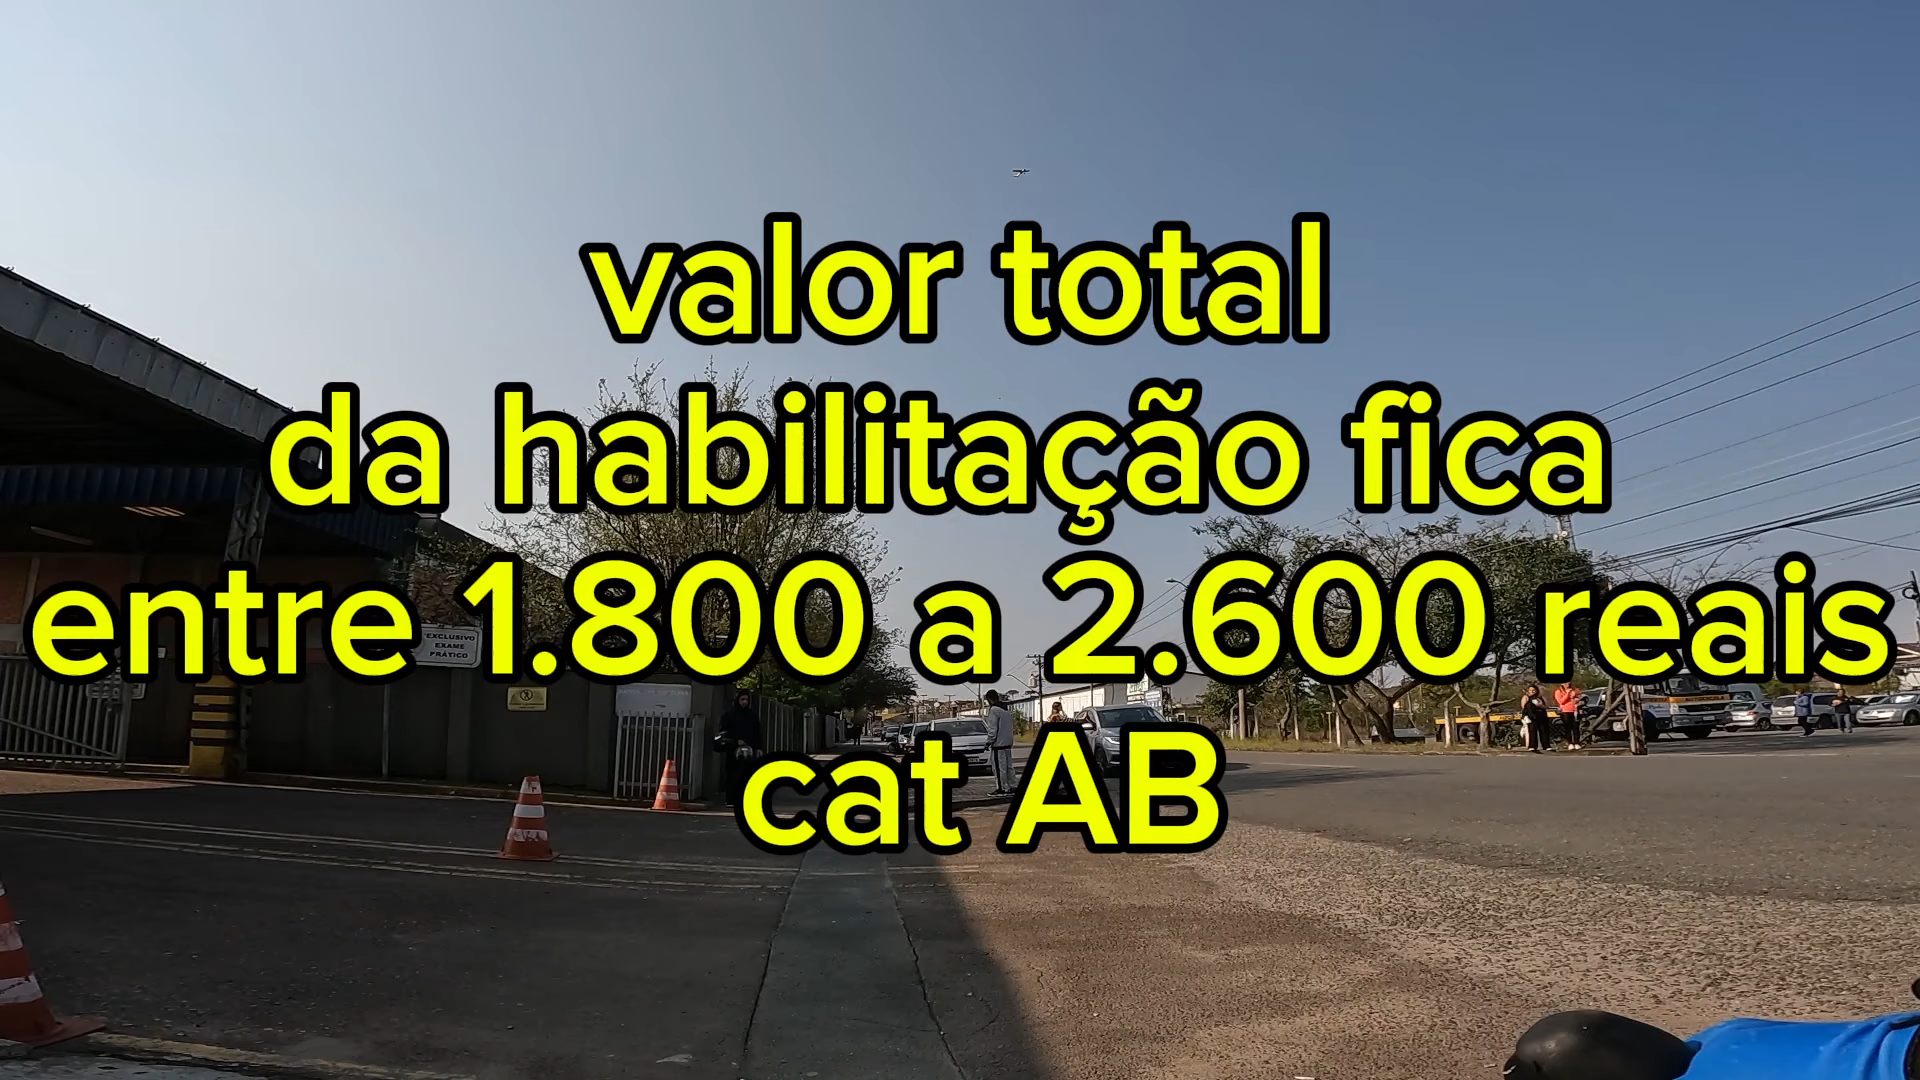 valor total
da habilitação fica
entre 1.800 a 2.600 reais
cat AB
EXCLUSIVO
EXAME
PRÁTICO